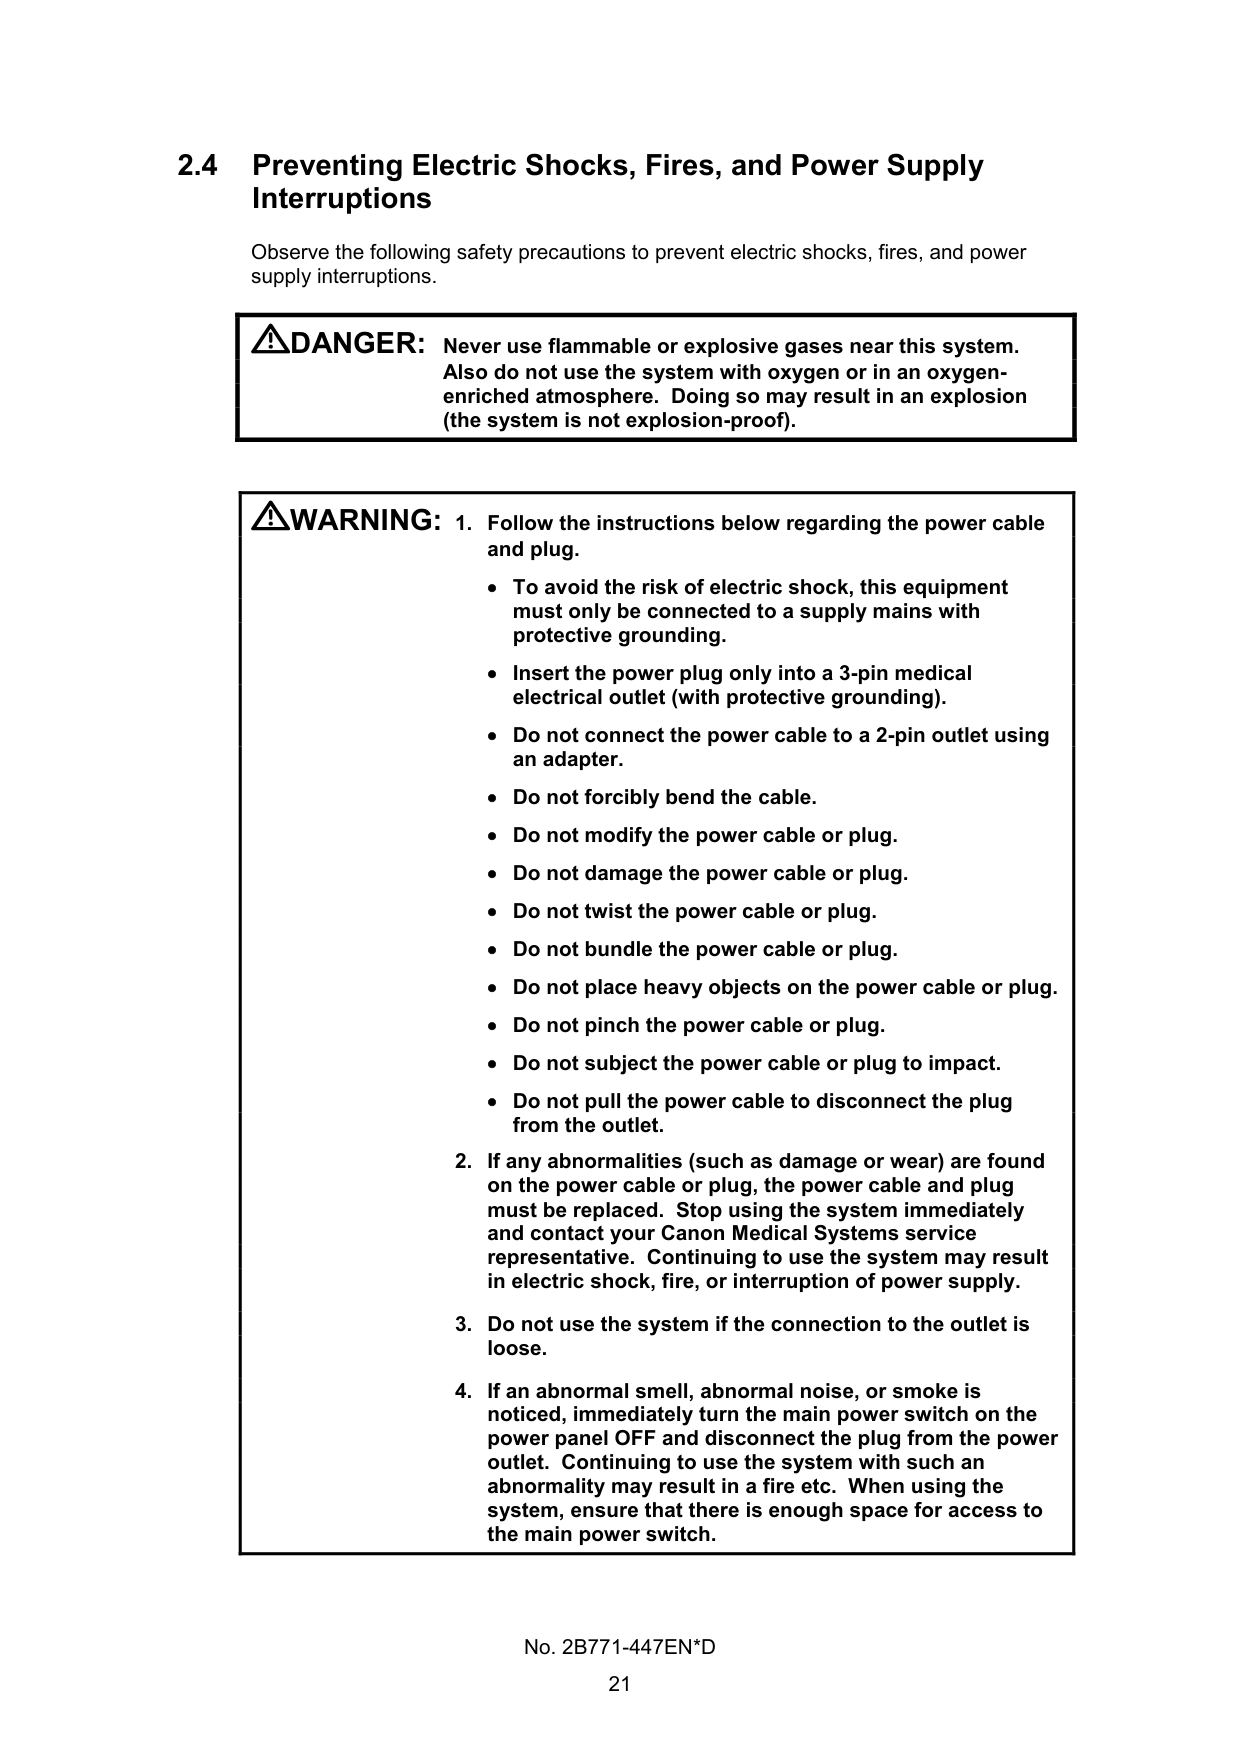 2.4 Preventing Electric Shocks, Fires, and Power Supply
Interruptions
Observe the following safety precautions to prevent electric shocks, fires, and power
supply interruptions.
⚠DANGER: Never use flammable or explosive gases near this system.
Also do not use the system with oxygen or in an oxygen-
enriched atmosphere.  Doing so may result in an explosion
(the system is not explosion-proof).
⚠WARNING: 1. Follow the instructions below regarding the power cable
and plug.
• To avoid the risk of electric shock, this equipment
must only be connected to a supply mains with
protective grounding.
• Insert the power plug only into a 3-pin medical
electrical outlet (with protective grounding).
• Do not connect the power cable to a 2-pin outlet using
an adapter.
• Do not forcibly bend the cable.
• Do not modify the power cable or plug.
• Do not damage the power cable or plug.
• Do not twist the power cable or plug.
• Do not bundle the power cable or plug.
• Do not place heavy objects on the power cable or plug.
• Do not pinch the power cable or plug.
• Do not subject the power cable or plug to impact.
• Do not pull the power cable to disconnect the plug
from the outlet.
2. If any abnormalities (such as damage or wear) are found
on the power cable or plug, the power cable and plug
must be replaced.  Stop using the system immediately
and contact your Canon Medical Systems service
representative.  Continuing to use the system may result
in electric shock, fire, or interruption of power supply.
3. Do not use the system if the connection to the outlet is
loose.
4. If an abnormal smell, abnormal noise, or smoke is
noticed, immediately turn the main power switch on the
power panel OFF and disconnect the plug from the power
outlet.  Continuing to use the system with such an
abnormality may result in a fire etc.  When using the
system, ensure that there is enough space for access to
the main power switch.
No. 2B771-447EN*D
21